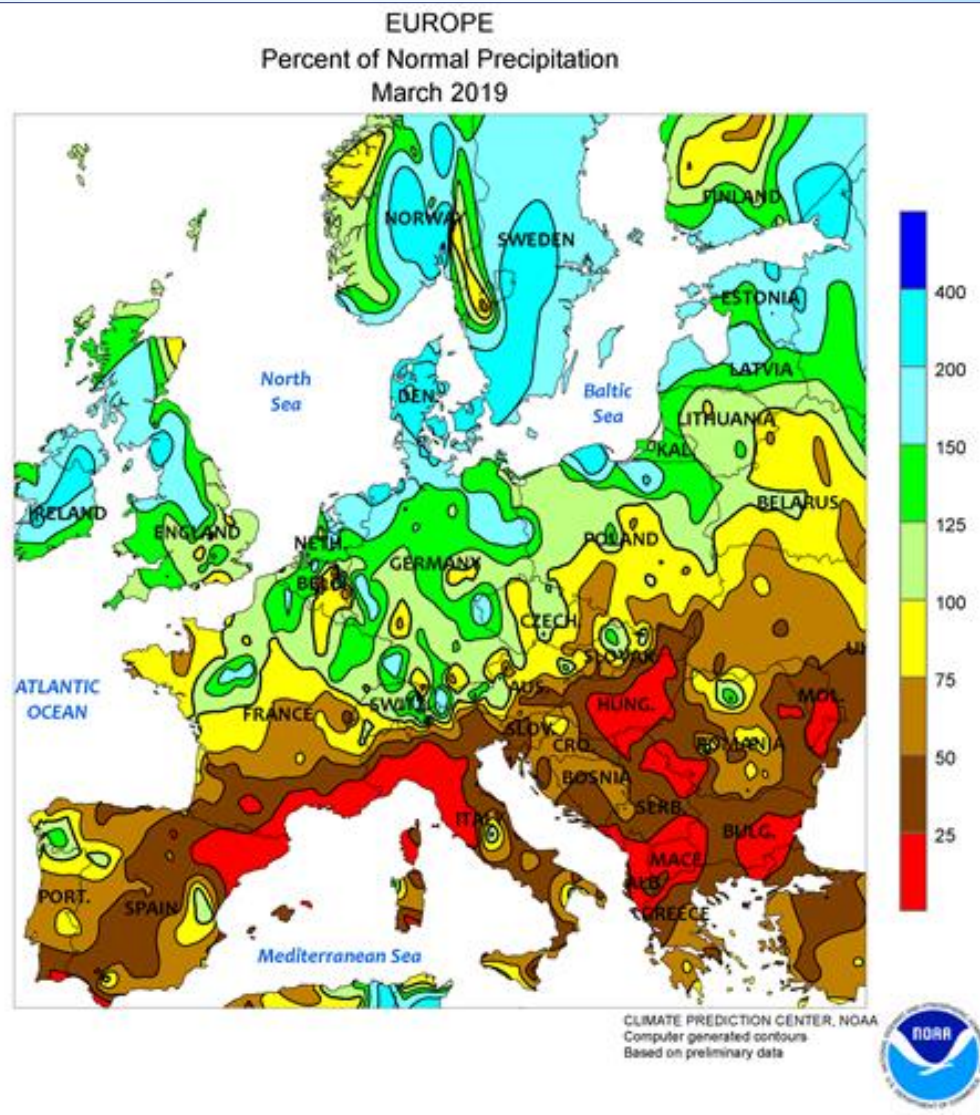 EUROPE
Percent of Normal Precipitation
March 2019
FINLAND
NORWAY
SWEDEN
ESTONIA
North
Sea
Baltic
Sea
LATVIA
DEN.
LITHUANIA
KAL.
IRELAND
ENGLAND
BELARUS
NETH.
POLAND
GERMANY
BELG.
CZECH.
SLOVAK.
ATLANTIC
OCEAN
AUS.
SWITZ.
FRANCE
HUNG.
MOL.
SLOV.
CRO.
ROMANIA
BOSNIA
SERB.
ITALY
BULG.
MACE.
ALB.
PORT.
SPAIN
GREECE
Mediterranean Sea
400
200
150
125
100
75
50
25
CLIMATE PREDICTION CENTER, NOAA
Computer generated contours
Based on preliminary data
NOAA